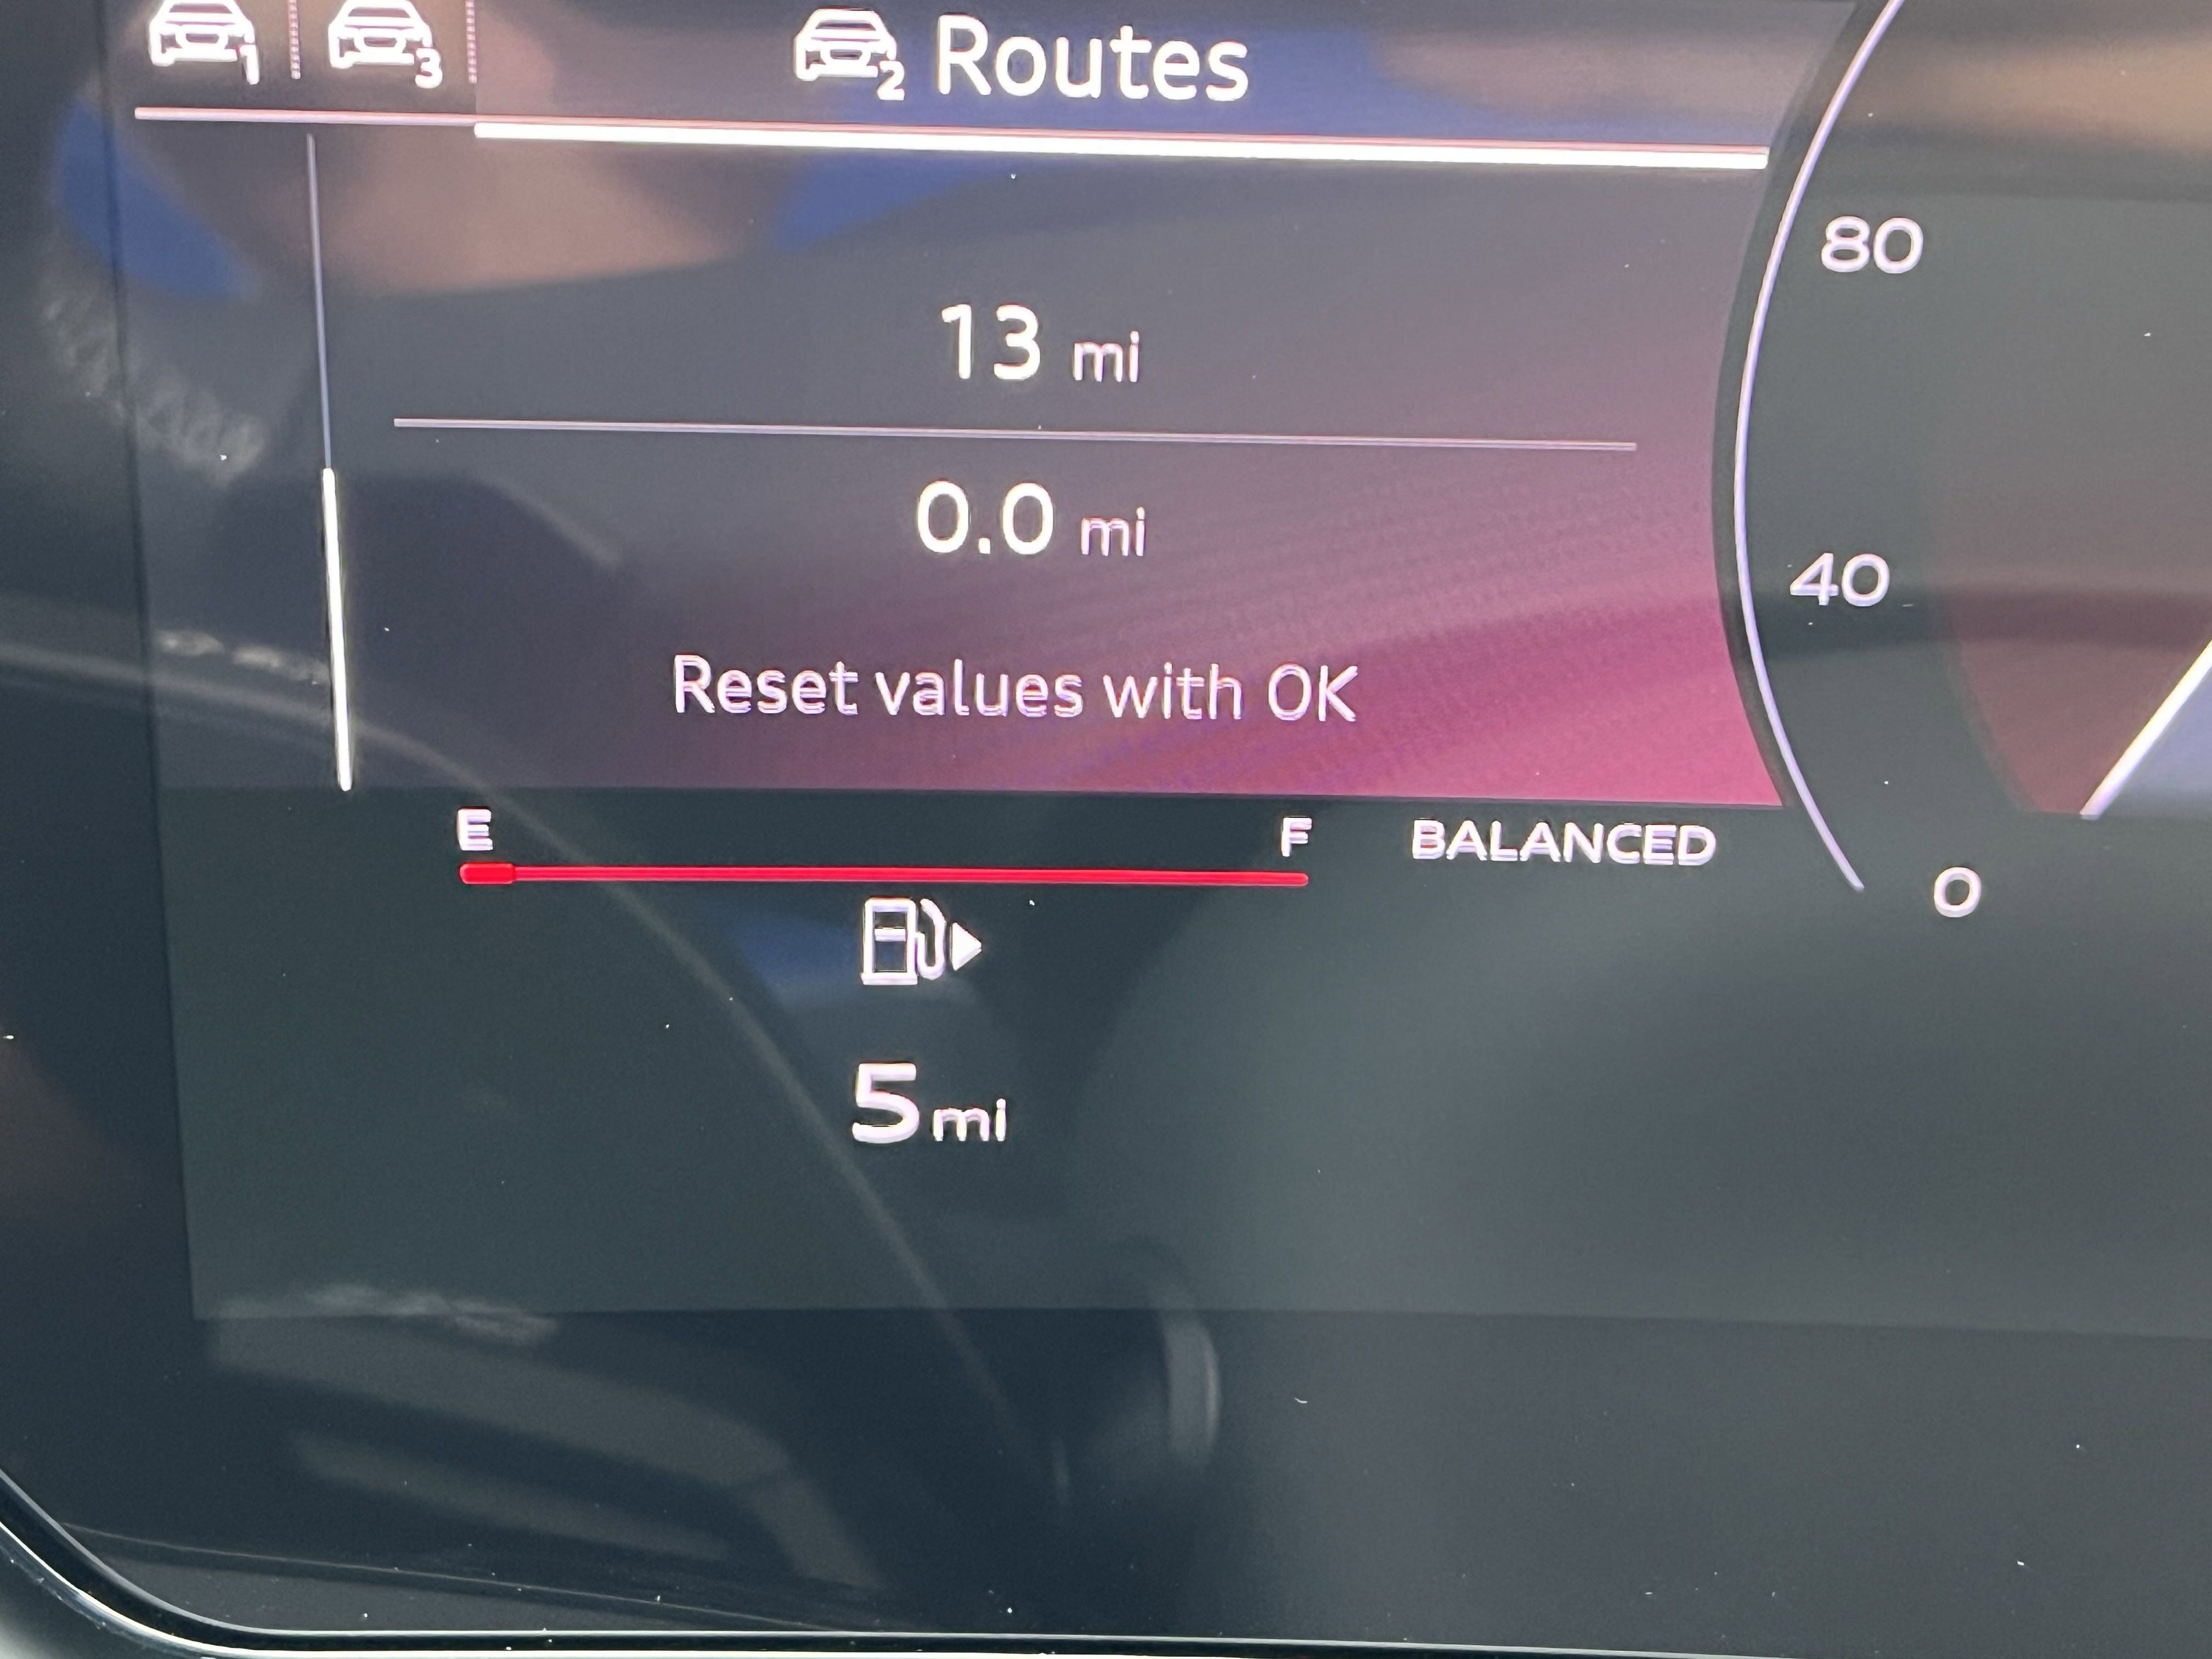 1 3 2 Routes
80
13 mi
0.0 mi
40
Reset values with OK
E F BALANCED
0
5 mi